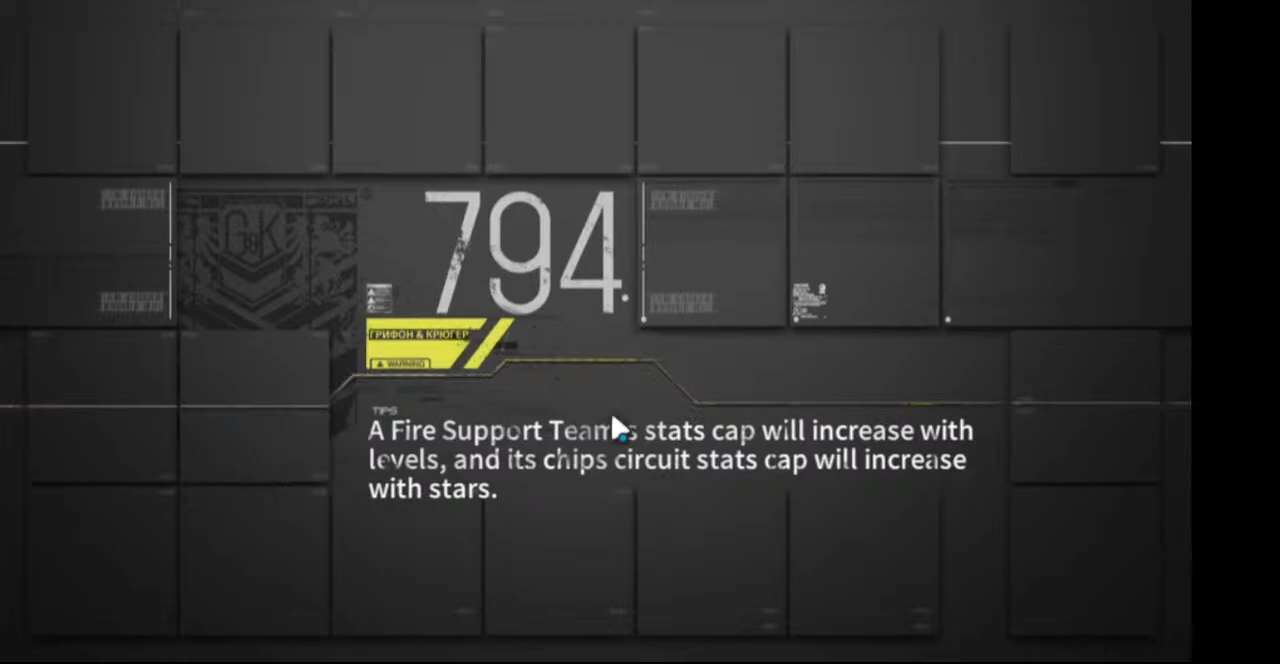 G&K
794.
ГРИФОН & КРЮГЕР
WARNING
TIPS
A Fire Support Team's stats cap will increase with
levels, and its chips circuit stats cap will increase
with stars.